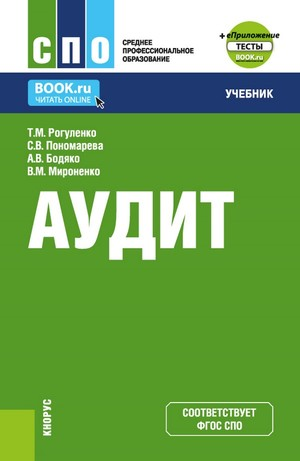 СПО
СРЕДНЕЕ
ПРОФЕССИОНАЛЬНОЕ
ОБРАЗОВАНИЕ
+ еПриложение
ТЕСТЫ
BOOK.ru
BOOK.ru
ЧИТАТЬ ONLINE
УЧЕБНИК
Т.М. Рогуленко
С.В. Пономарева
А.В. Бодяко
В.М. Мироненко
АУДИТ
КНОРУС
СООТВЕТСТВУЕТ
ФГОС СПО